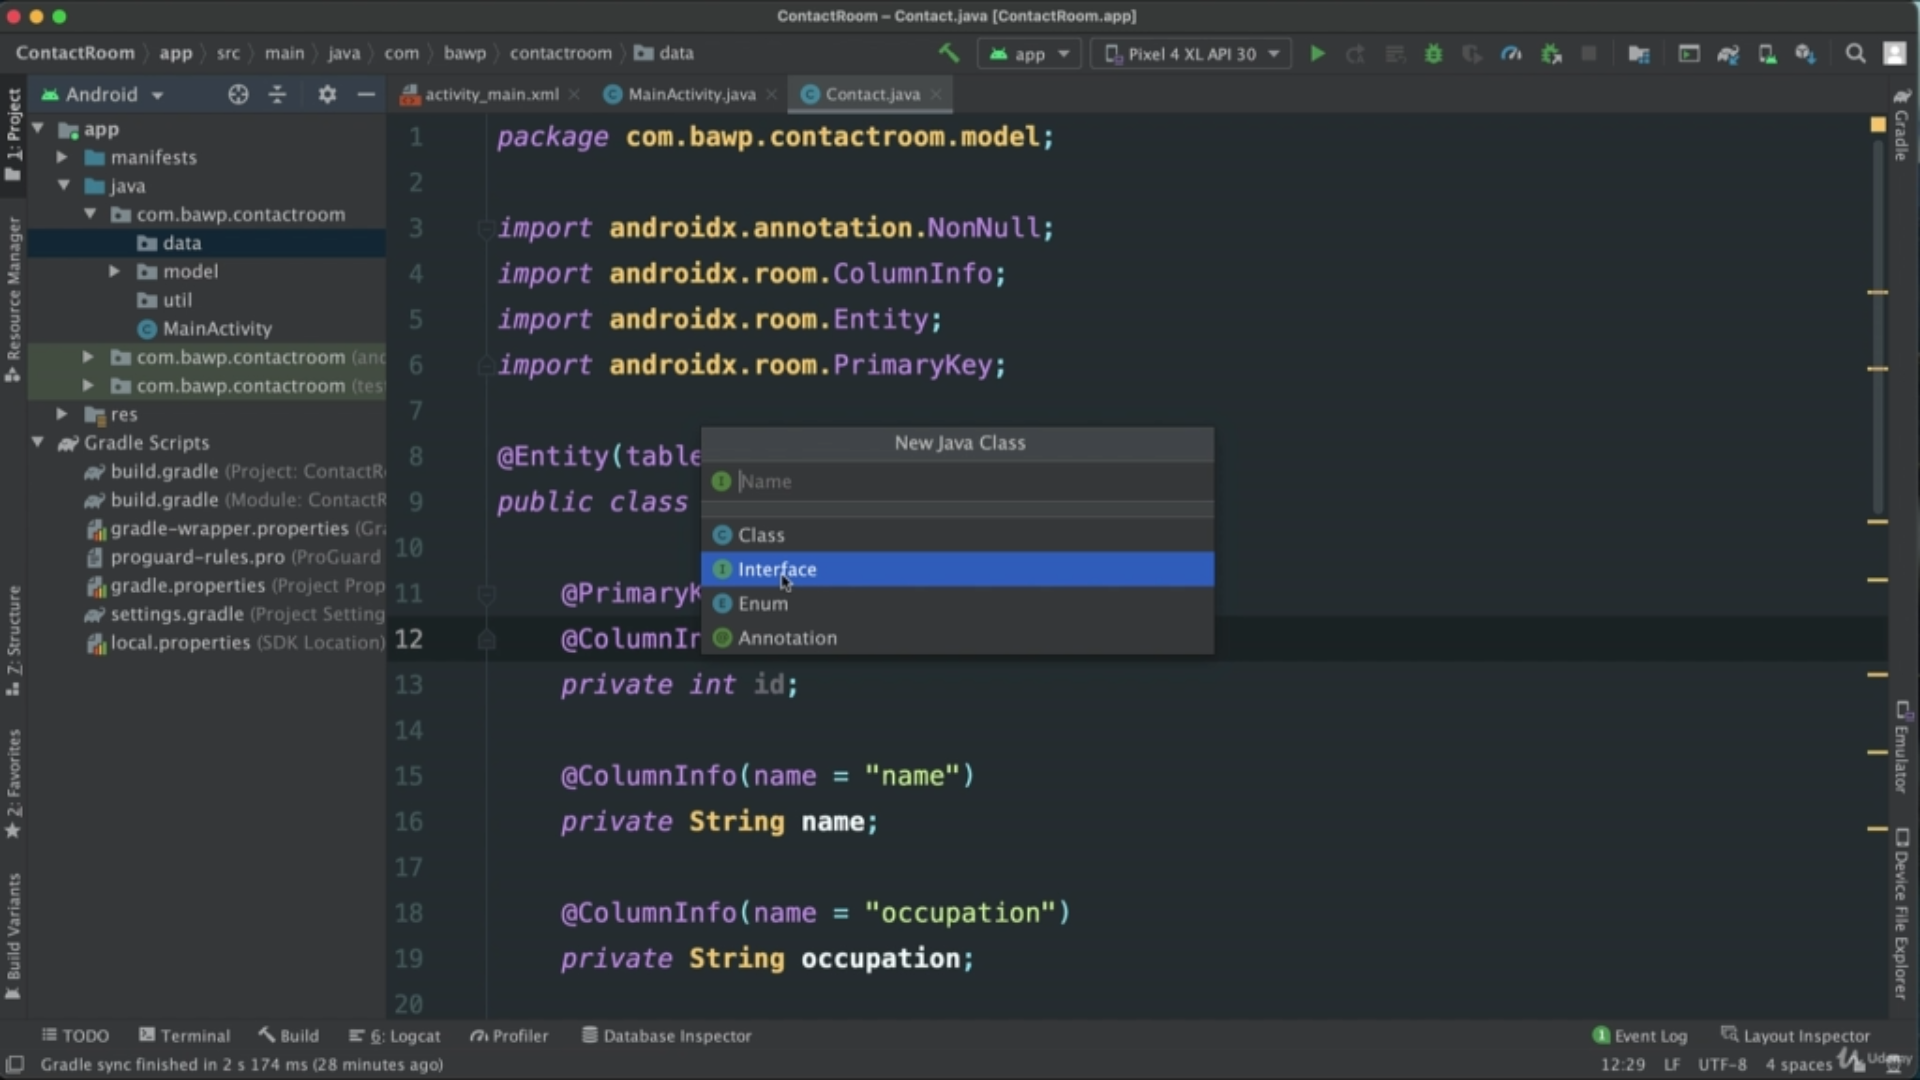 ContactRoom – Contact.java [ContactRoom.app]
ContactRoom app src main java com bawp contactroom data
app Pixel 4 XL API 30
Android
activity_main.xml MainActivity.java Contact.java
1: Project
Resource Manager
Z: Structure
2: Favorites
Build Variants
app
manifests
java
com.bawp.contactroom
data
model
util
MainActivity
com.bawp.contactroom (and
com.bawp.contactroom (tes
res
Gradle Scripts
build.gradle (Project: ContactR
build.gradle (Module: ContactR
gradle-wrapper.properties (Gra
proguard-rules.pro (ProGuard
gradle.properties (Project Prop
settings.gradle (Project Setting
local.properties (SDK Location)
1 package com.bawp.contactroom.model;
2
3 import androidx.annotation.NonNull;
4 import androidx.room.ColumnInfo;
5 import androidx.room.Entity;
6 import androidx.room.PrimaryKey;
7
8 @Entity(table
9 public class
10
11 @PrimaryK
12 @ColumnIn
13 private int id;
14
15 @ColumnInfo(name = "name")
16 private String name;
17
18 @ColumnInfo(name = "occupation")
19 private String occupation;
20
New Java Class
Name
Class
Interface
Enum
Annotation
Gradle
Emulator
Device File Explorer
TODO Terminal Build 6: Logcat Profiler Database Inspector
1 Event Log Layout Inspector
Gradle sync finished in 2 s 174 ms (28 minutes ago)
12:29 LF UTF-8 4 spaces
Udemy